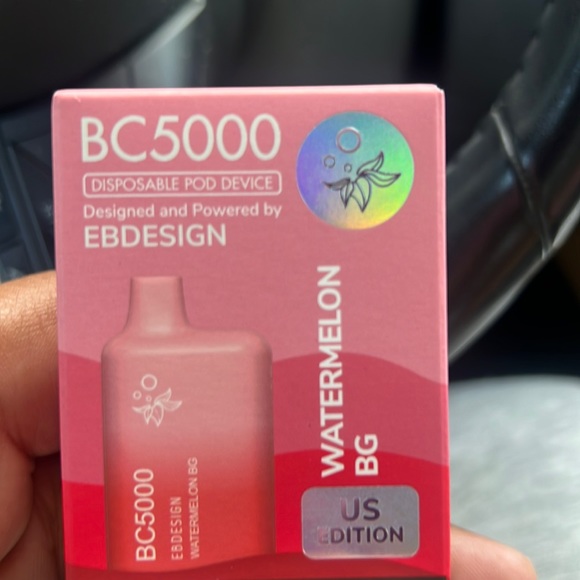 BC5000
DISPOSABLE POD DEVICE
Designed and Powered by
EBDESIGN
WATERMELON
BG
US
EDITION
BC5000
EBDESIGN
WATERMELON BG